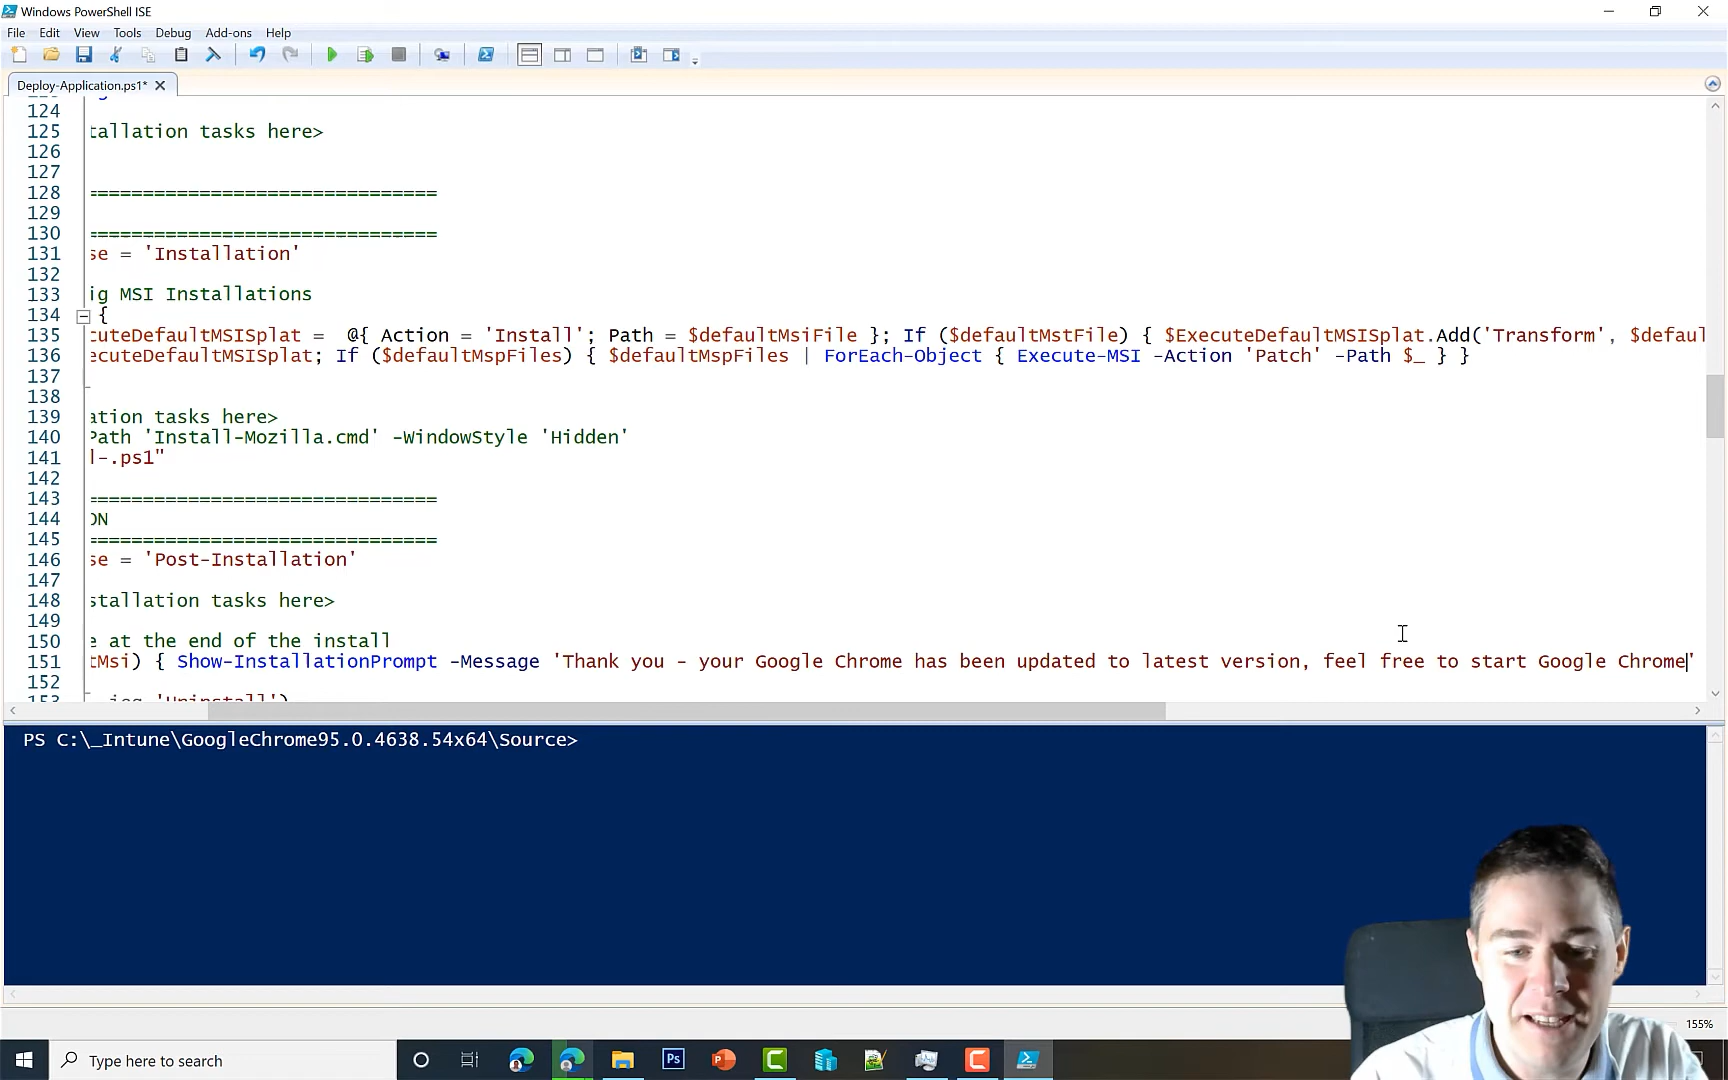 Windows PowerShell ISE
File Edit View Tools Debug Add-ons Help
Deploy-Application.ps1*
124
125 tallation tasks here>
126
127
128 ===============================
129
130 ===============================
131 se = 'Installation'
132
133 ig MSI Installations
134 {
135 cuteDefaultMSISplat = @{ Action = 'Install'; Path = $defaultMsiFile }; If ($defaultMstFile) { $ExecuteDefaultMSISplat.Add('Transform', $defaul
136 ecuteDefaultMSISplat; If ($defaultMspFiles) { $defaultMspFiles | ForEach-Object { Execute-MSI -Action 'Patch' -Path $_ } }
137
138
139 ation tasks here>
140 Path 'Install-Mozilla.cmd' -WindowStyle 'Hidden'
141 l-.ps1"
142
143 ===============================
144 ON
145 ===============================
146 se = 'Post-Installation'
147
148 stallation tasks here>
149
150 e at the end of the install
151 tMsi) { Show-InstallationPrompt -Message 'Thank you - your Google Chrome has been updated to latest version, feel free to start Google Chrome'
152
153 ieq 'Uninstall')
PS C:\_Intune\GoogleChrome95.0.4638.54x64\Source>
155%
Type here to search
Ps